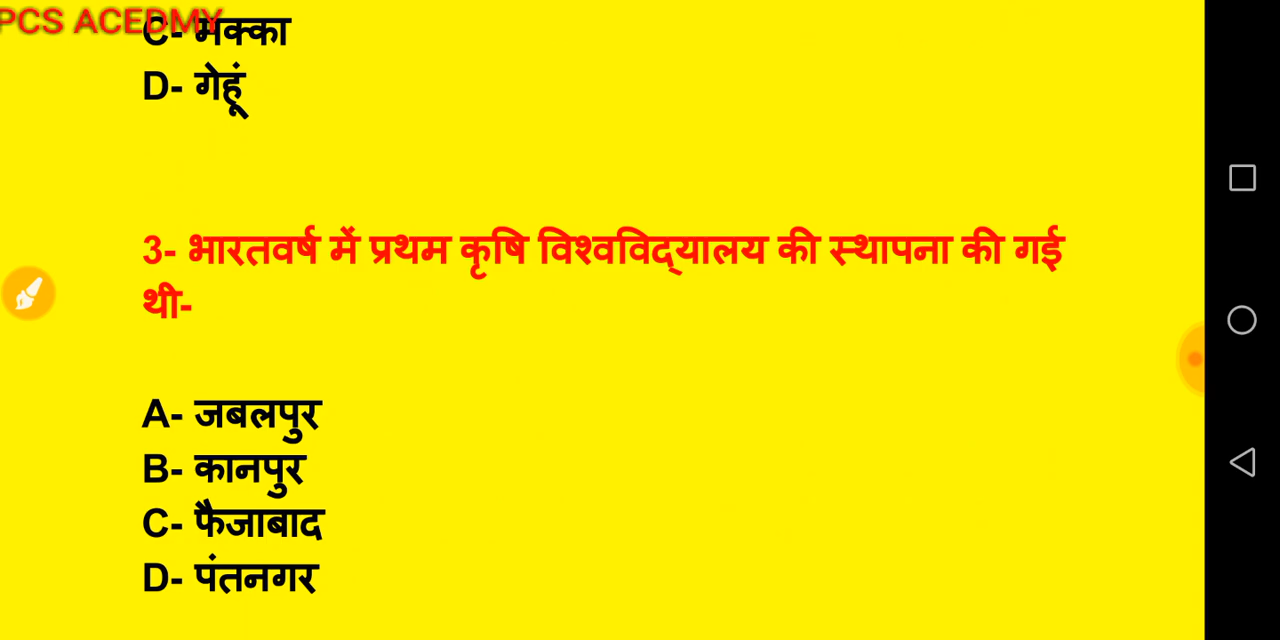 PCS ACEDMY
C- मक्का
D- गेहूं
3- भारतवर्ष में प्रथम कृषि विश्वविद्यालय की स्थापना की गई
थी-
A- जबलपुर
B- कानपुर
C- फैजाबाद
D- पंतनगर